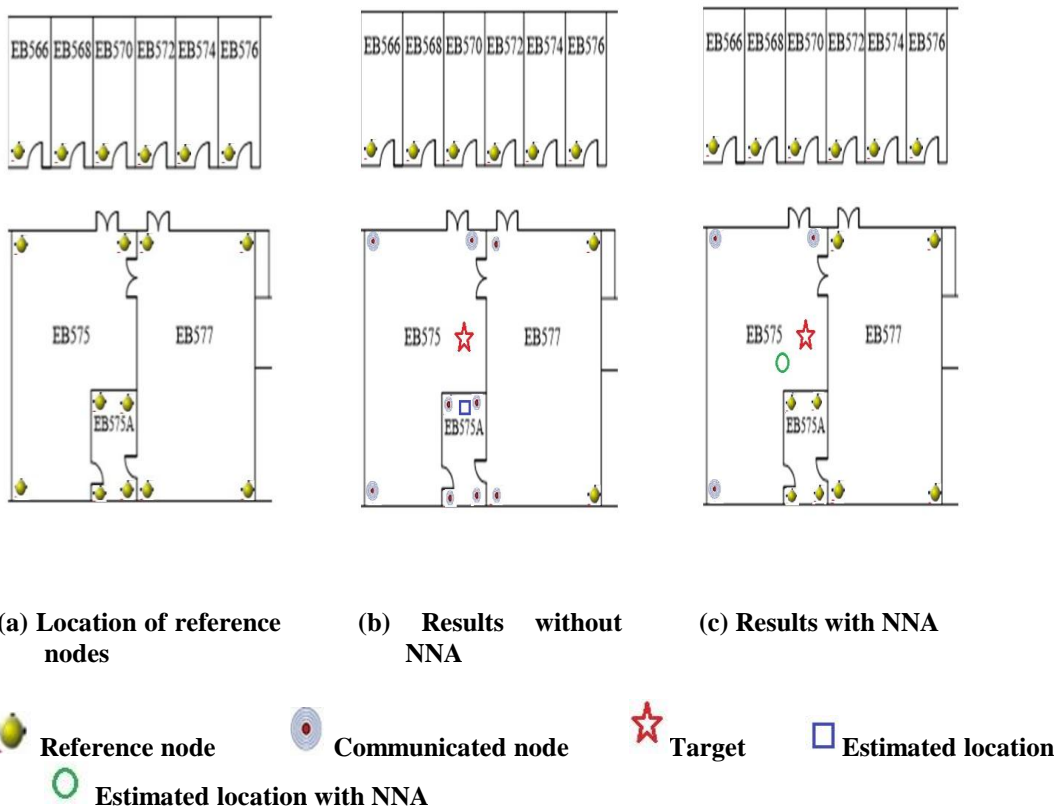 EB566 EB568 EB570 EB572 EB574 EB576
EB566 EB568 EB570 EB572 EB574 EB576
EB566 EB568 EB570 EB572 EB574 EB576
EB575 EB577
EB575A
EB575 EB577
EB575A
EB575 EB577
EB575A
(a) Location of reference
nodes
(b) Results without
NNA
(c) Results with NNA
Reference node
Communicated node
Target
Estimated location
Estimated location with NNA